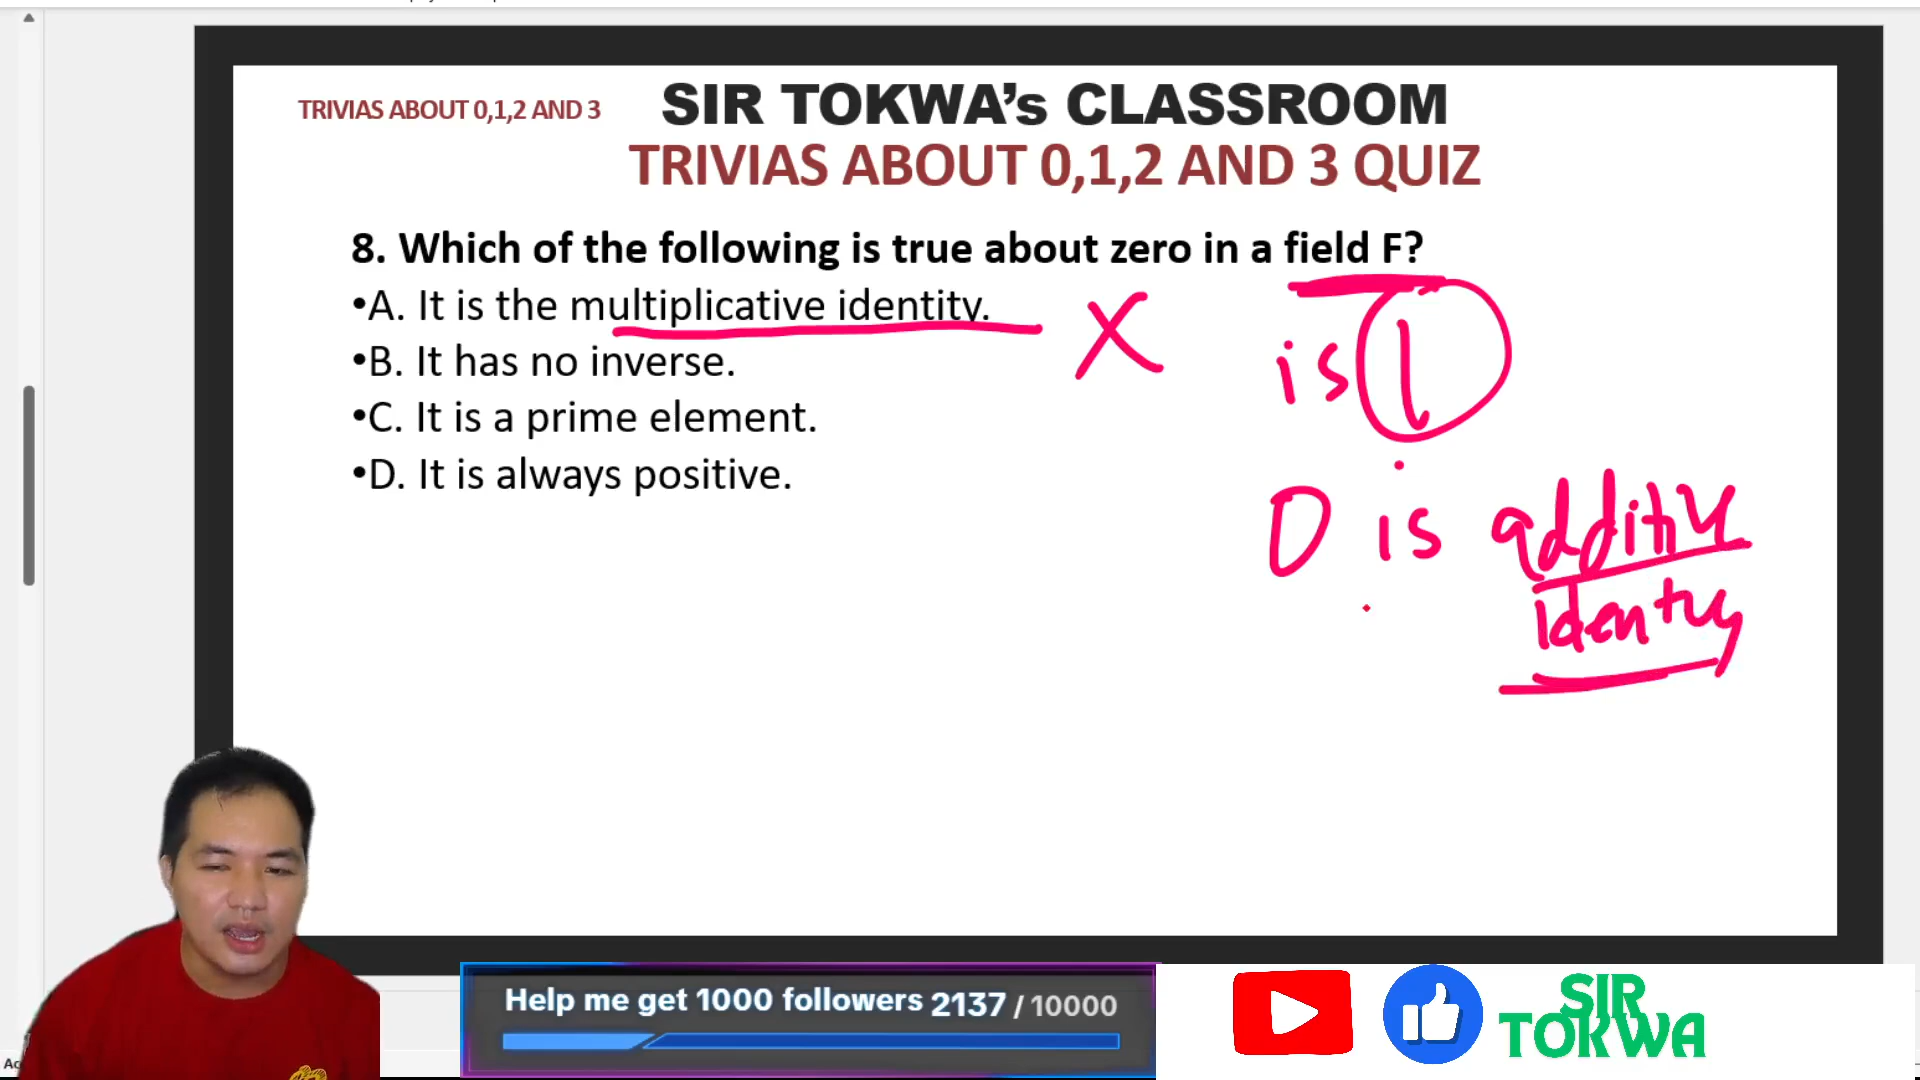 TRIVIAS ABOUT 0,1,2 AND 3
SIR TOKWA's CLASSROOM
TRIVIAS ABOUT 0,1,2 AND 3 QUIZ
8. Which of the following is true about zero in a field F?
•A. It is the multiplicative identity.
•B. It has no inverse.
•C. It is a prime element.
•D. It is always positive.
X
is 1
0 is additive
identity
Help me get 1000 followers 2137 / 10000
SIR
TOKWA